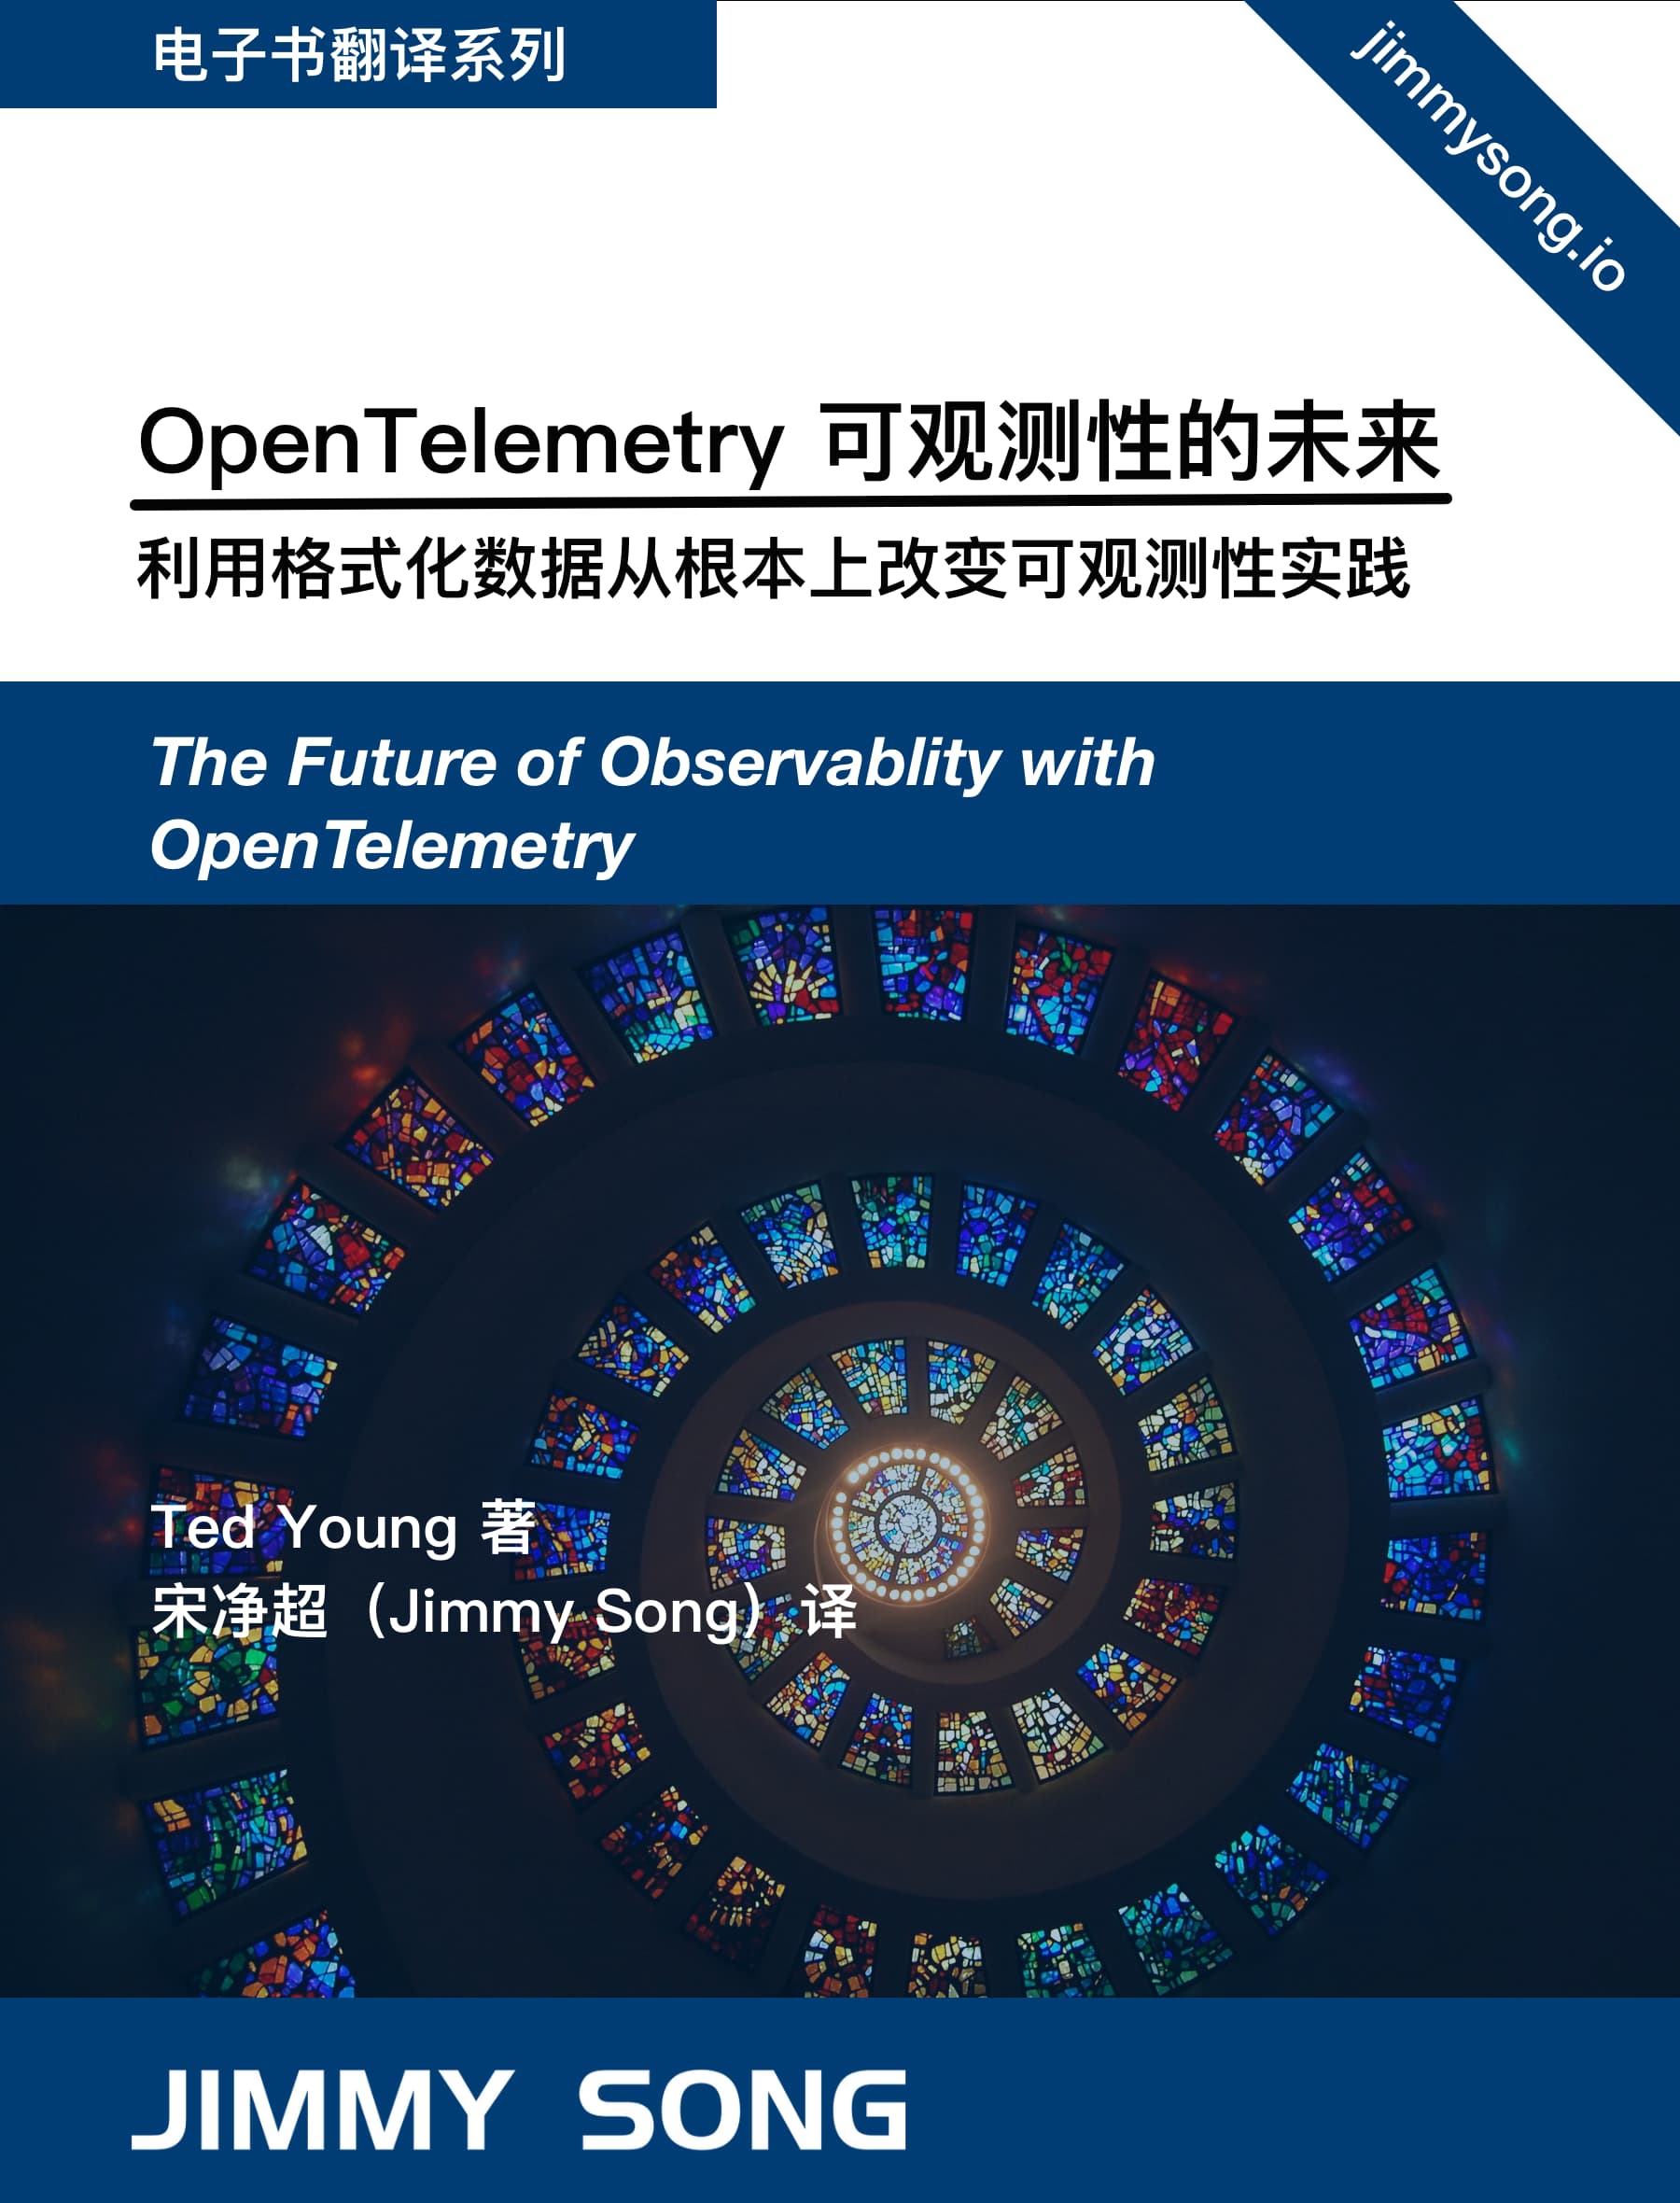 电子书翻译系列
jimmysong.io
OpenTelemetry 可观测性的未来
利用格式化数据从根本上改变可观测性实践
The Future of Observablity with
OpenTelemetry
Ted Young 著
宋净超（Jimmy Song）译
JIMMY SONG